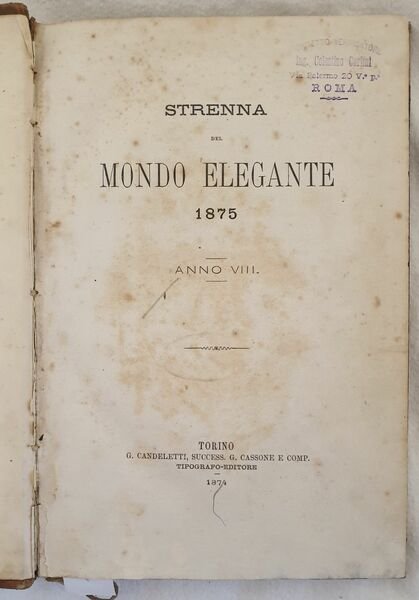 Ing. Celestino
Via Palermo 20 V.° p.°
ROMA
STRENNA
DEL
MONDO ELEGANTE
1875
ANNO VIII.
TORINO
G. CANDELETTI, SUCCESS. G. CASSONE E COMP.
TIPOGRAFO-EDITORE
1874